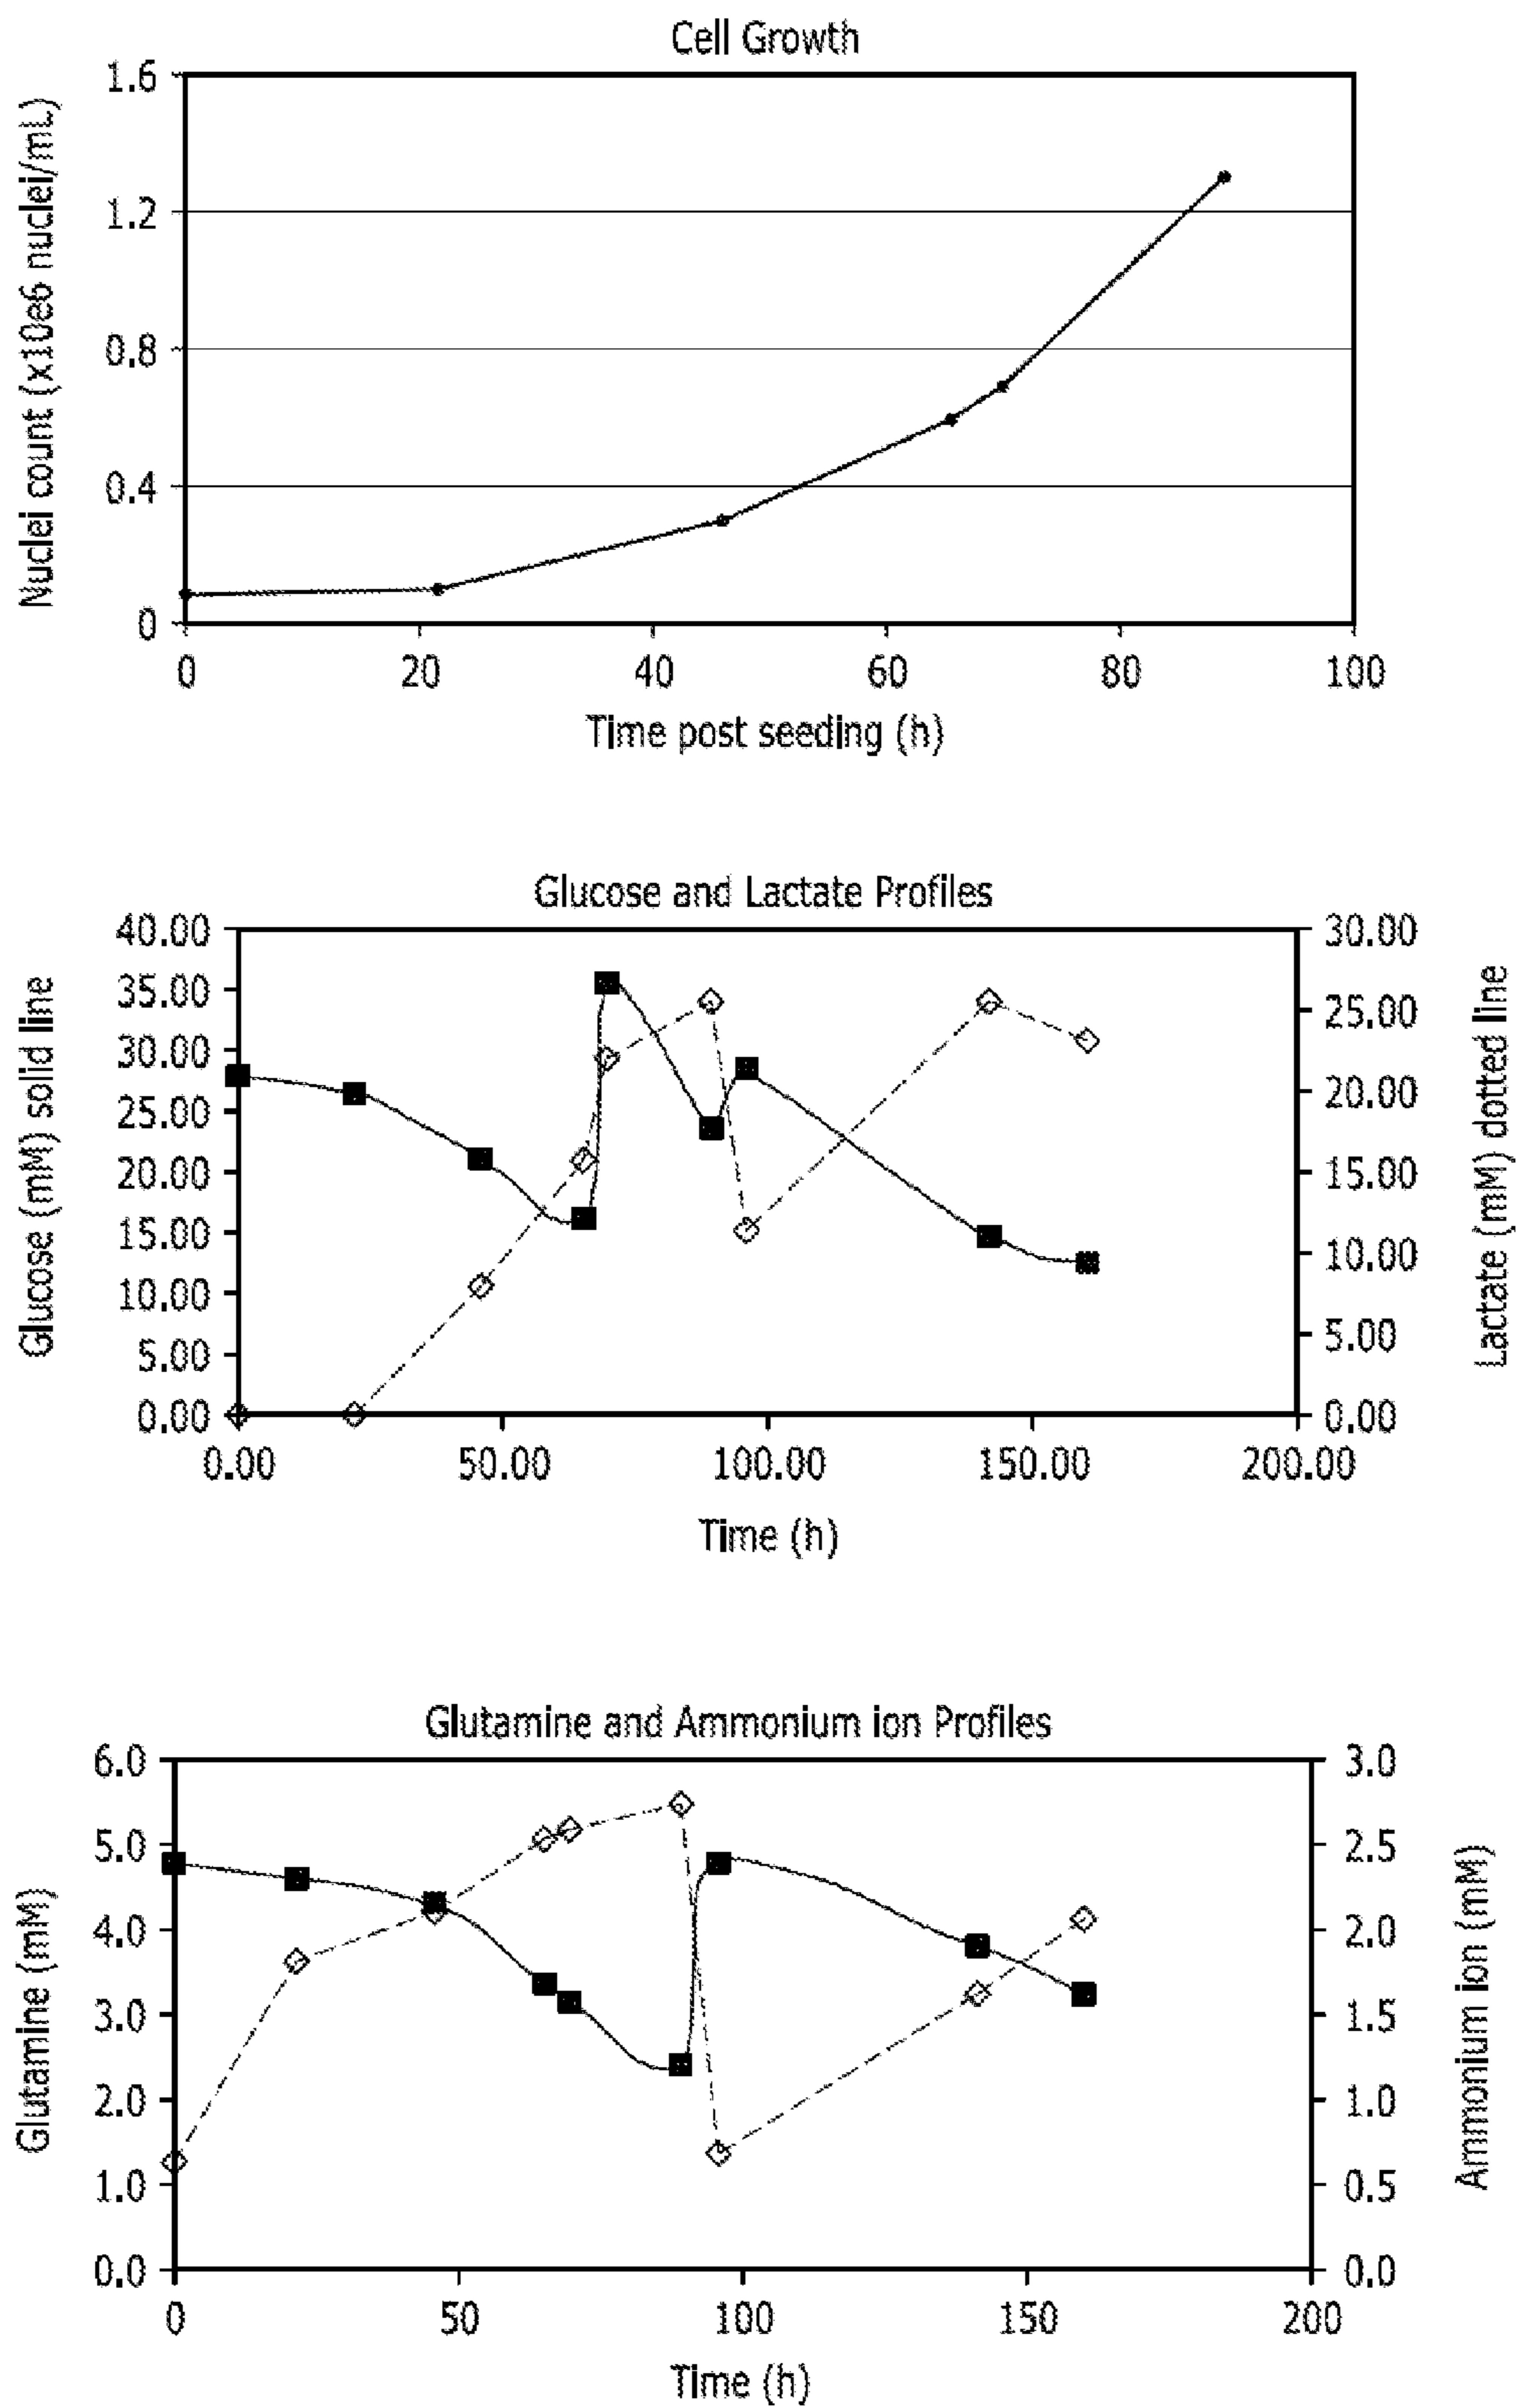 Cell Growth
Nuclei count (x10e6 nuclei/mL)
1.6
1.2
0.8
0.4
0
0 20 40 60 80 100
Time post seeding (h)
Glucose and Lactate Profiles
Glucose (mM) solid line
40.00
35.00
30.00
25.00
20.00
15.00
10.00
5.00
0.00
30.00
25.00
20.00
15.00
10.00
5.00
0.00
Lactate (mM) dotted line
0.00 50.00 100.00 150.00 200.00
Time (h)
Glutamine and Ammonium ion Profiles
Glutamine (mM)
6.0
5.0
4.0
3.0
2.0
1.0
0.0
3.0
2.5
2.0
1.5
1.0
0.5
0.0
Ammonium ion (mM)
0 50 100 150 200
Time (h)